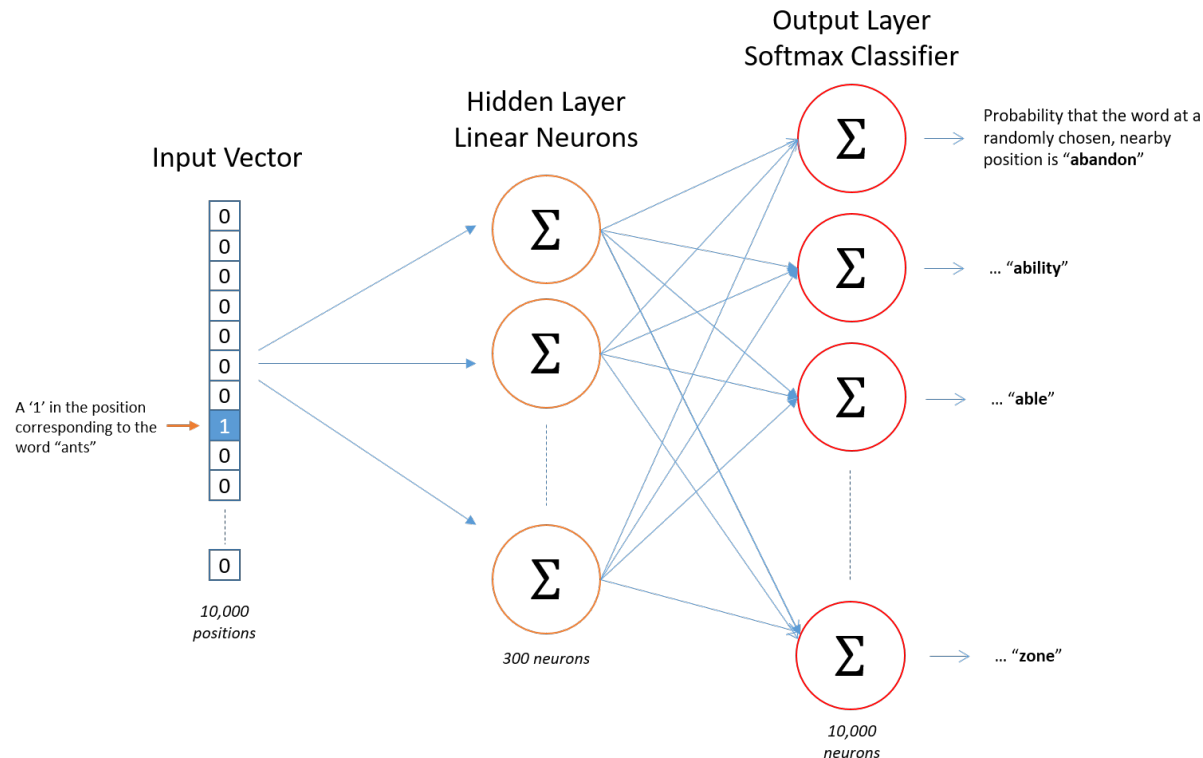 Output Layer
Softmax Classifier
Hidden Layer
Linear Neurons
Input Vector
0
0
0
0
0
0
0
1
0
0
0
A ‘1’ in the position
corresponding to the
word “ants”
10,000
positions
Σ
Σ
Σ
300 neurons
Σ
Σ
Σ
Σ
10,000
neurons
Probability that the word at a
randomly chosen, nearby
position is “abandon”
... “ability”
... “able”
... “zone”